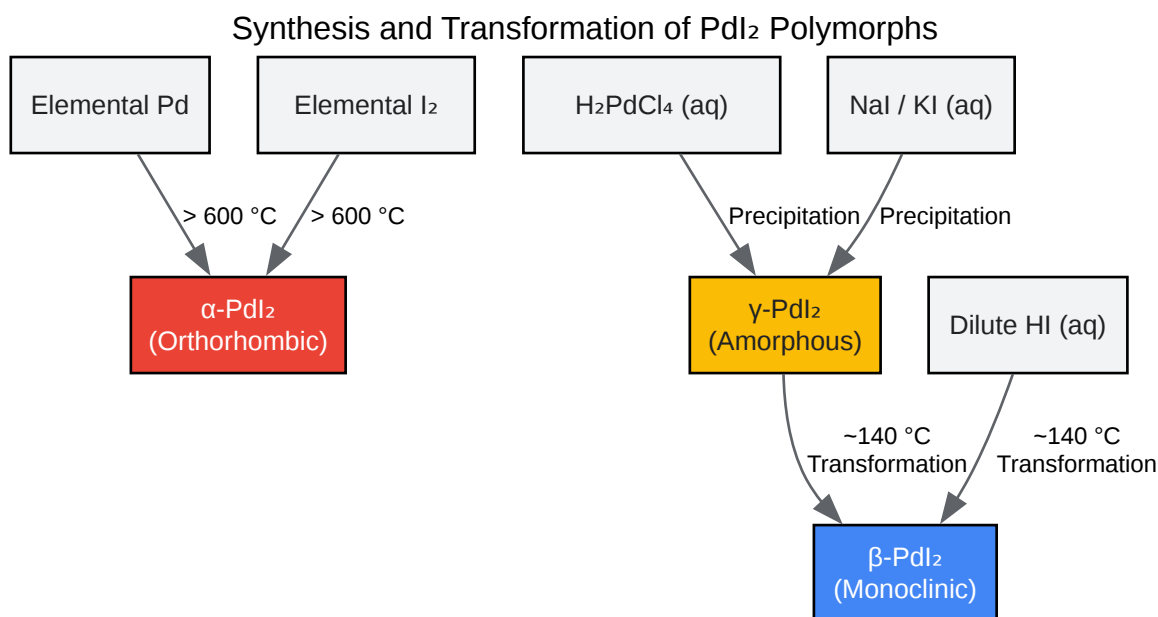 Synthesis and Transformation of PdI₂ Polymorphs
Elemental Pd
Elemental I₂
H₂PdCl₄ (aq)
NaI / KI (aq)
> 600 °C
> 600 °C
Precipitation
Precipitation
α-PdI₂
(Orthorhombic)
γ-PdI₂
(Amorphous)
Dilute HI (aq)
~140 °C
Transformation
~140 °C
Transformation
β-PdI₂
(Monoclinic)